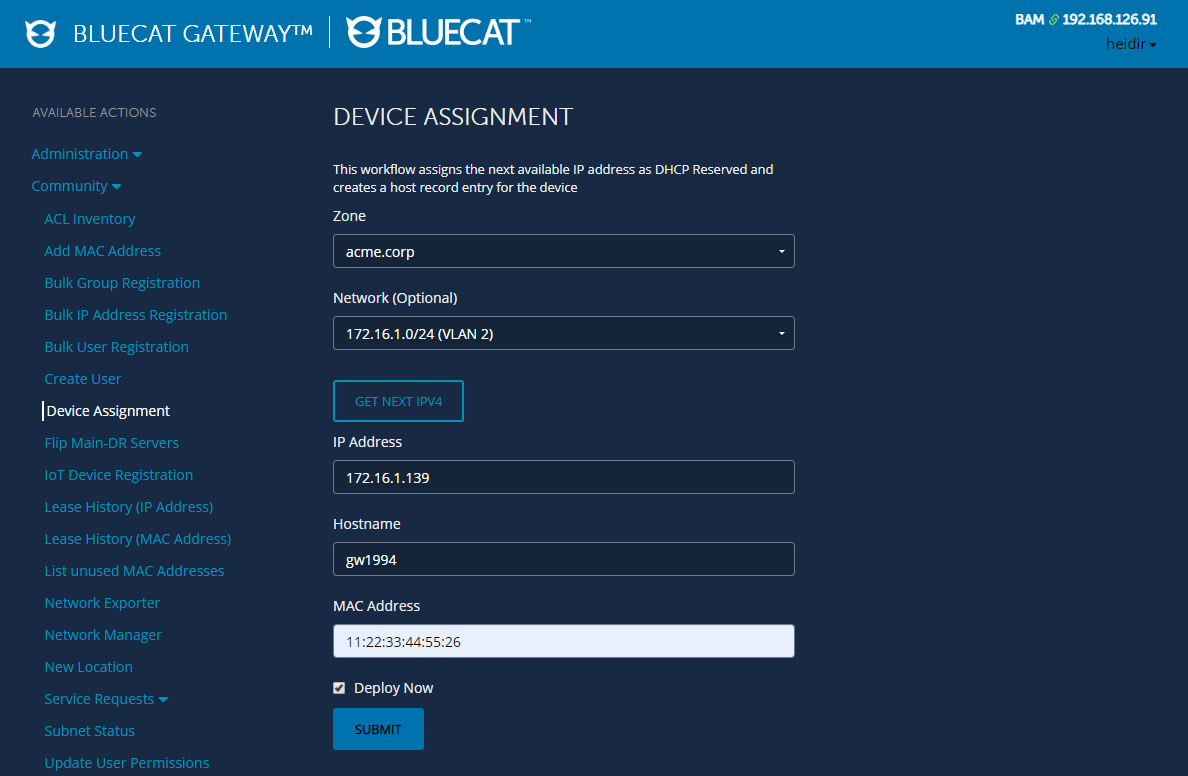 BLUECAT GATEWAY™
BLUECAT™
BAM 192.168.126.91
heidir
AVAILABLE ACTIONS
Administration
Community
ACL Inventory
Add MAC Address
Bulk Group Registration
Bulk IP Address Registration
Bulk User Registration
Create User
Device Assignment
Flip Main-DR Servers
IoT Device Registration
Lease History (IP Address)
Lease History (MAC Address)
List unused MAC Addresses
Network Exporter
Network Manager
New Location
Service Requests
Subnet Status
Update User Permissions
DEVICE ASSIGNMENT
This workflow assigns the next available IP address as DHCP Reserved and
creates a host record entry for the device
Zone
acme.corp
Network (Optional)
172.16.1.0/24 (VLAN 2)
GET NEXT IPV4
IP Address
172.16.1.139
Hostname
gw1994
MAC Address
11:22:33:44:55:26
Deploy Now
SUBMIT